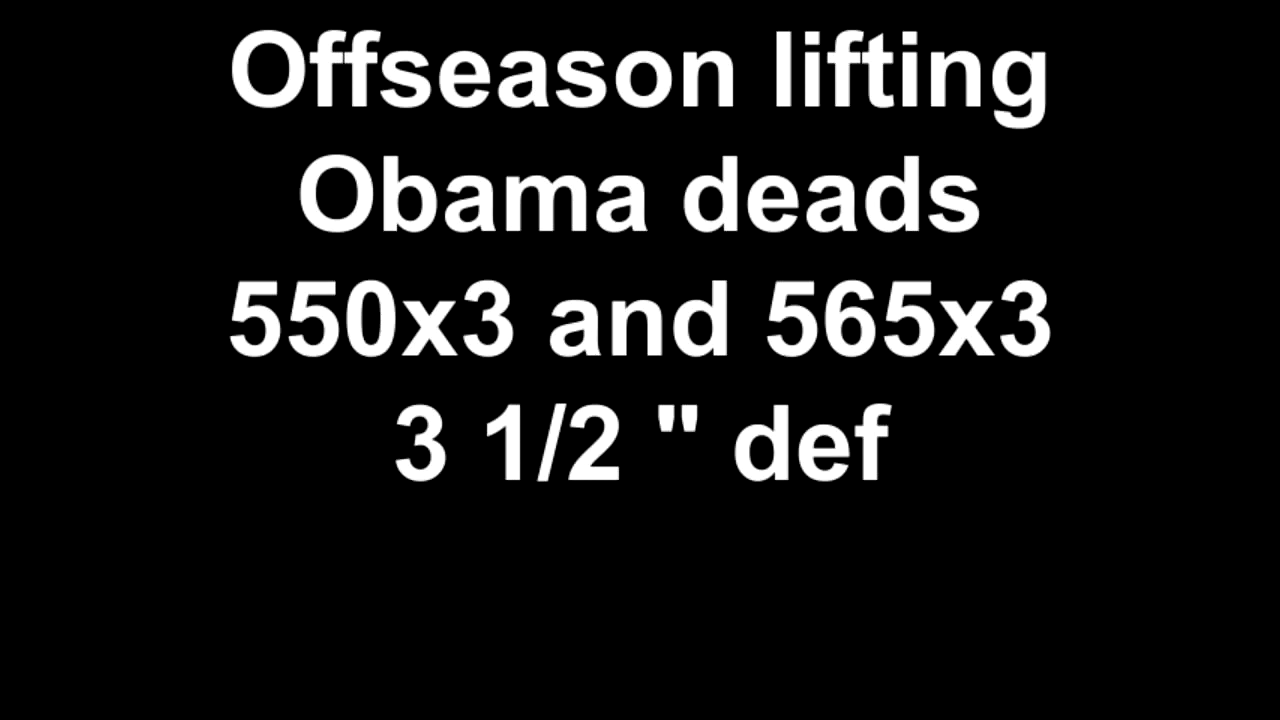 Offseason lifting
Obama deads
550x3 and 565x3
3 1/2 " def